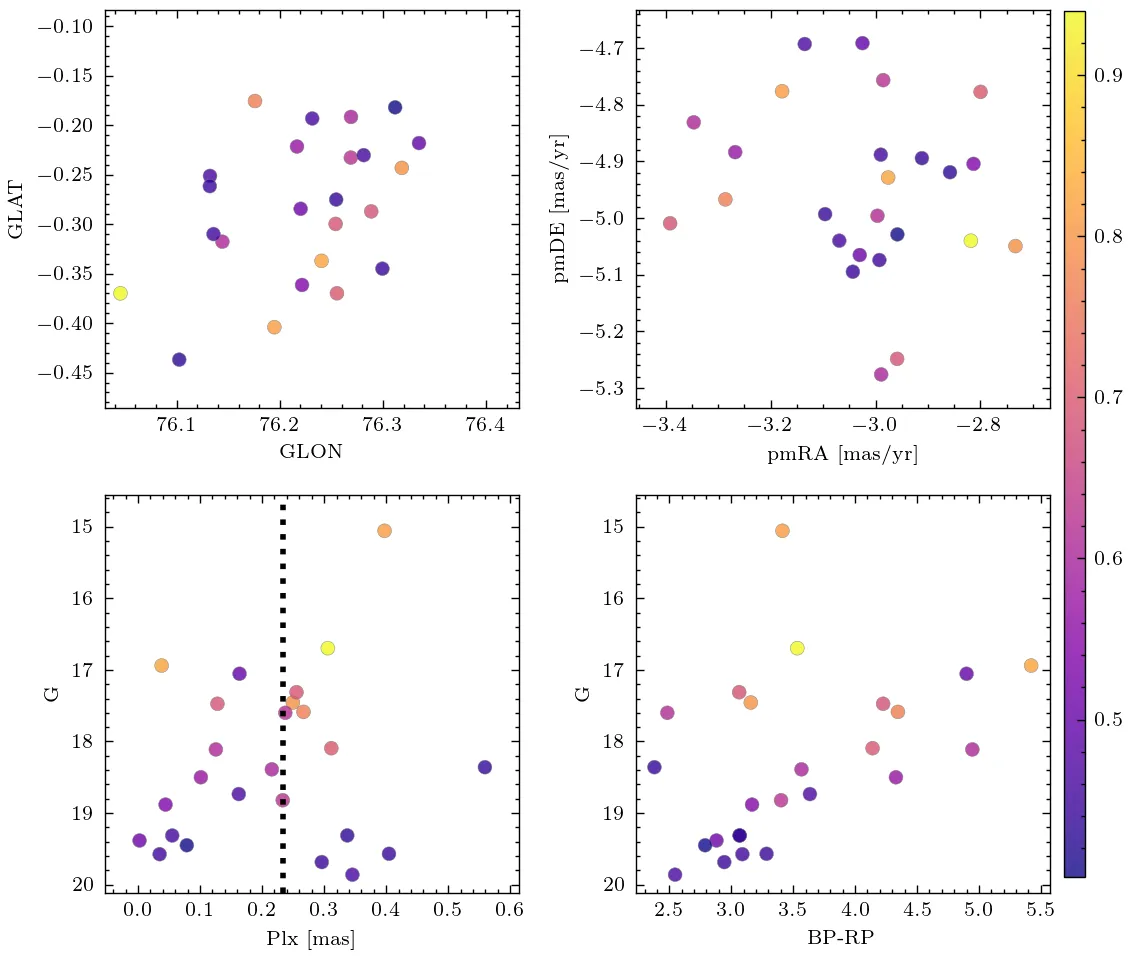 −0.10
−0.15
−0.20
−0.25
−0.30
−0.35
−0.40
−0.45
GLAT
76.1 76.2 76.3 76.4
GLON
−4.7
−4.8
−4.9
−5.0
−5.1
−5.2
−5.3
pmDE [mas/yr]
−3.4 −3.2 −3.0 −2.8
pmRA [mas/yr]
15
16
17
18
19
20
G
0.0 0.1 0.2 0.3 0.4 0.5 0.6
Plx [mas]
15
16
17
18
19
20
G
2.5 3.0 3.5 4.0 4.5 5.0 5.5
BP-RP
0.9
0.8
0.7
0.6
0.5